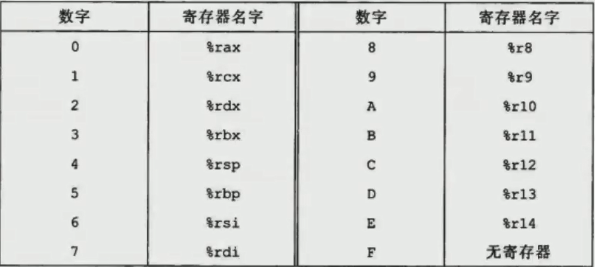 数字 寄存器名字 数字 寄存器名字
0 %rax 8 %r8
1 %rcx 9 %r9
2 %rdx A %r10
3 %rbx B %r11
4 %rsp C %r12
5 %rbp D %r13
6 %rsi E %r14
7 %rdi F 无寄存器